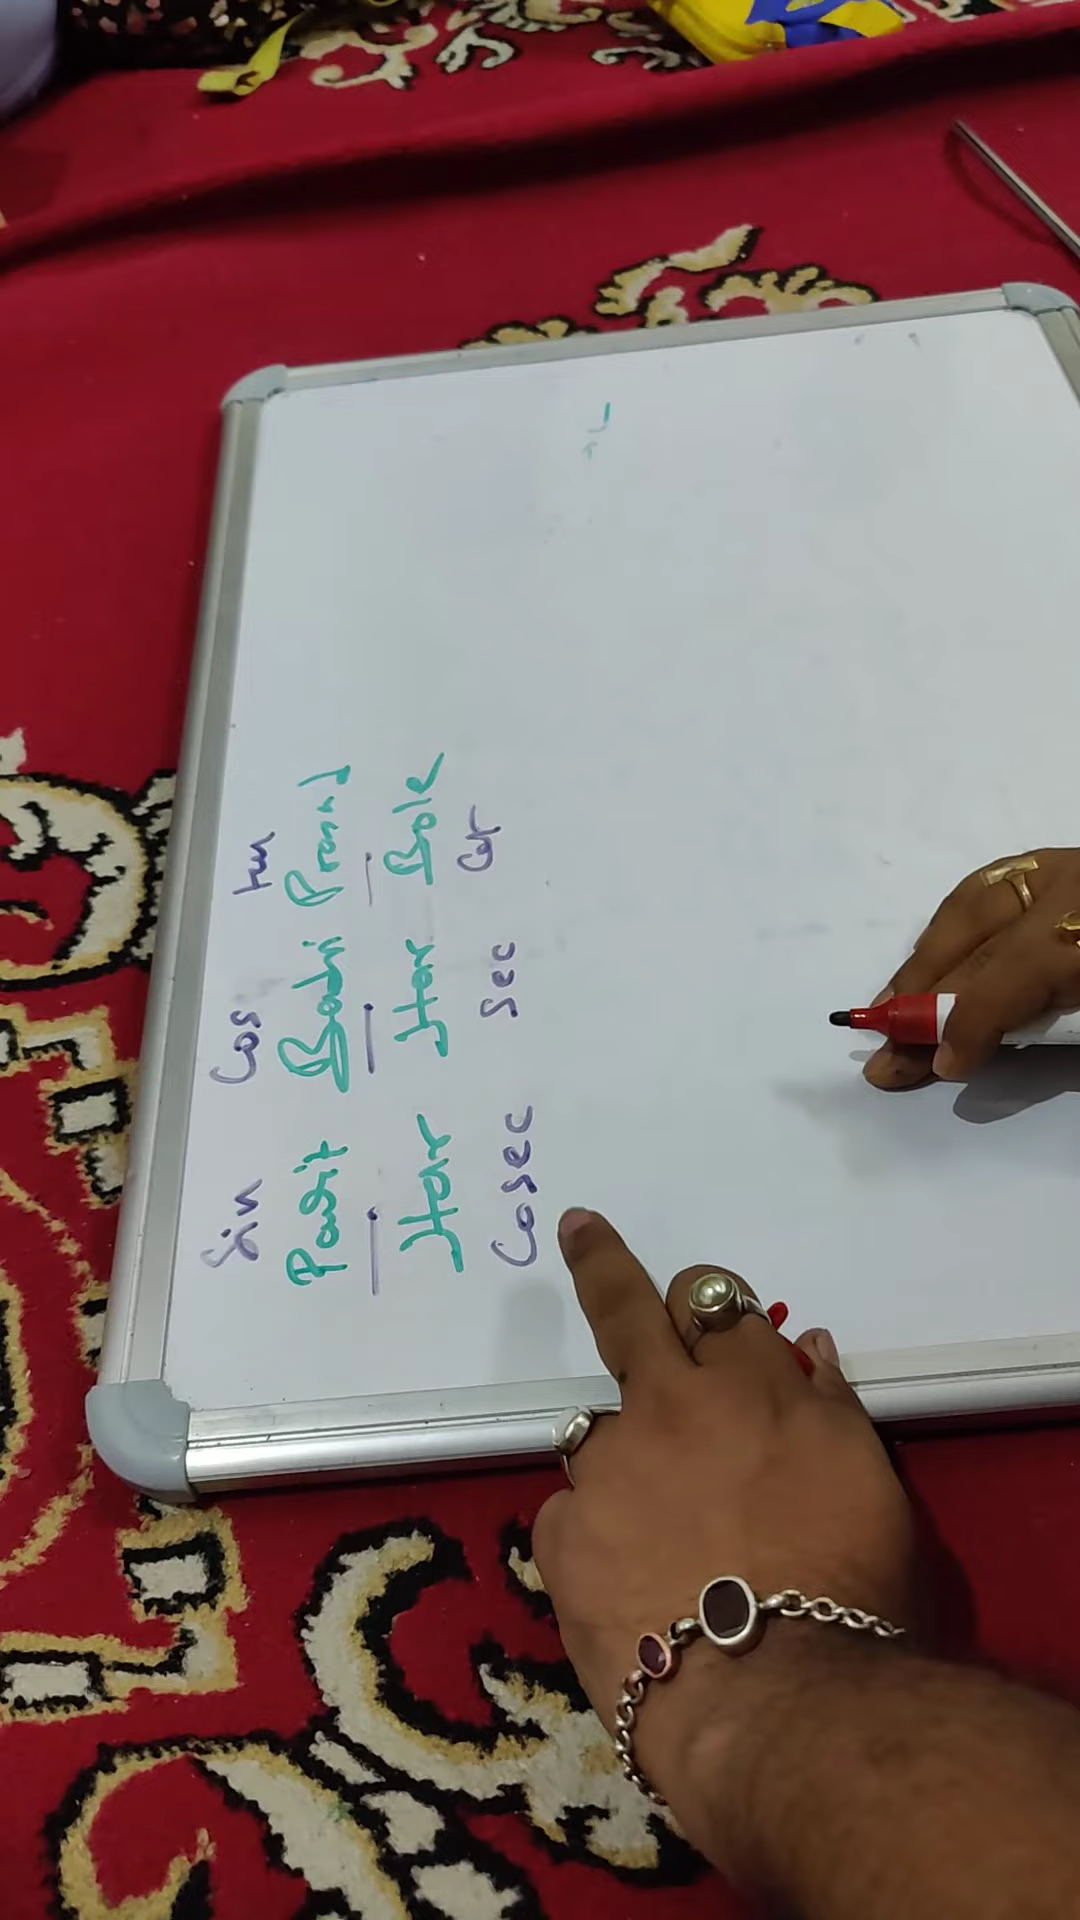 Sin Cos tan
Pandit Badri Prasad
Har Har Bole
Cosec Sec Cot